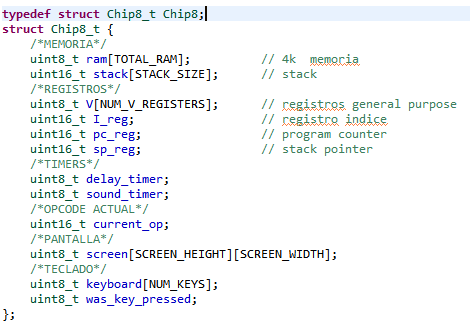 typedef struct Chip8_t Chip8;
struct Chip8_t {
/*MEMORIA*/
uint8_t ram[TOTAL_RAM]; // 4k memoria
uint16_t stack[STACK_SIZE]; // stack
/*REGISTROS*/
uint8_t V[NUM_V_REGISTERS]; // registros general purpose
uint16_t I_reg; // registro indice
uint16_t pc_reg; // program counter
uint16_t sp_reg; // stack pointer
/*TIMERS*/
uint8_t delay_timer;
uint8_t sound_timer;
/*OPCODE ACTUAL*/
uint16_t current_op;
/*PANTALLA*/
uint8_t screen[SCREEN_HEIGHT][SCREEN_WIDTH];
/*TECLADO*/
uint8_t keyboard[NUM_KEYS];
uint8_t was_key_pressed;
};